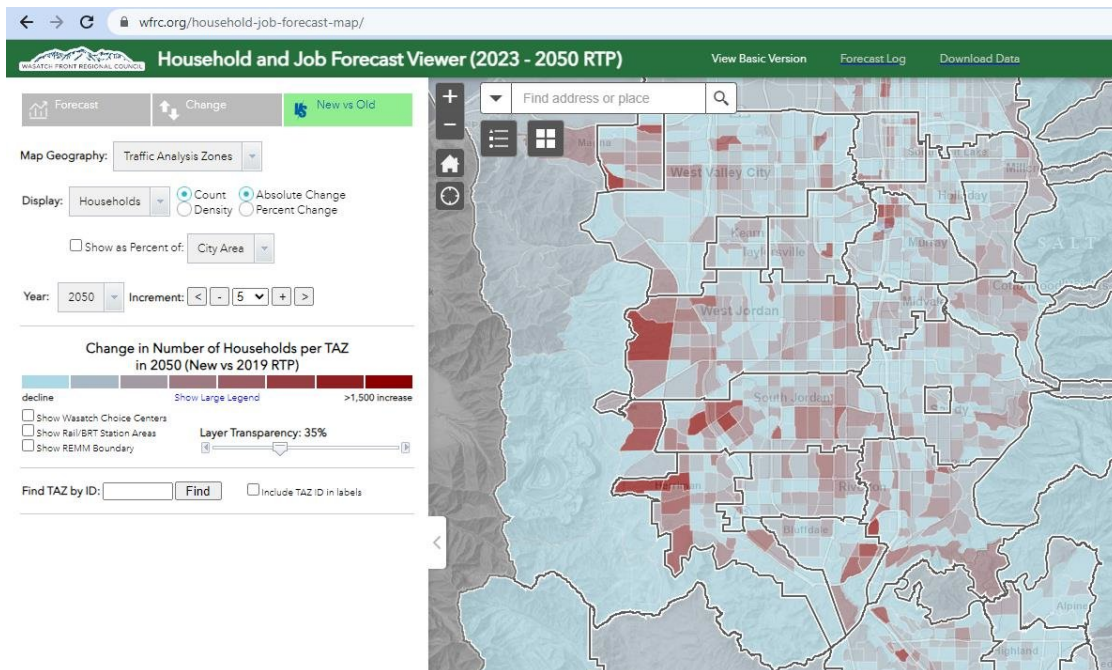 wfrc.org/household-job-forecast-map/
WASATCH FRONT REGIONAL COUNCIL
Household and Job Forecast Viewer (2023 - 2050 RTP)
View Basic Version
Forecast Log
Download Data
Forecast
Change
New vs Old
Find address or place
Map Geography: Traffic Analysis Zones
Display: Households
Count
Absolute Change
Density
Percent Change
Show as Percent of: City Area
Year: 2050 Increment: < - 5 + >
Change in Number of Households per TAZ
in 2050 (New vs 2019 RTP)
decline
Show Large Legend
>1,500 increase
Show Wasatch Choice Centers
Show Rail/BRT Station Areas
Show REMM Boundary
Layer Transparency: 35%
Find TAZ by ID:
Find
Include TAZ ID in labels
+
−
Magna
West Valley City
Holladay
Kearn
Taylorsville
Murray
SALT
Midvale
West Jordan
South Jordan
Sandy
Herriman
Riverton
Bluffdale
Alpine
Highland